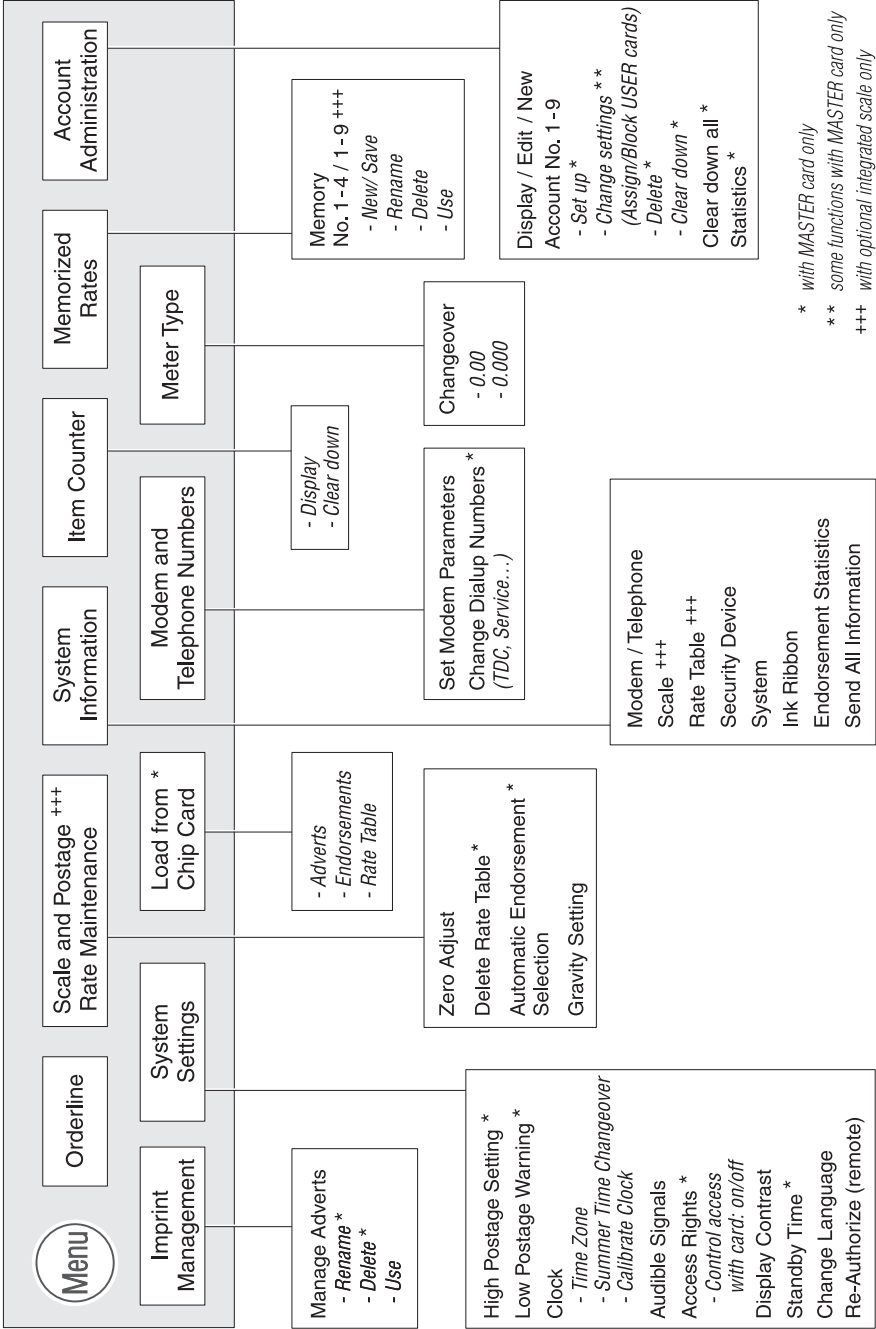 Menu
Orderline
Scale and Postage +++
Rate Maintenance
System
Information
Item Counter
Memorized
Rates
Account
Administration
Imprint
Management
System
Settings
Load from *
Chip Card
Modem and
Telephone Numbers
Meter Type
Manage Adverts
- Rename *
- Delete *
- Use
High Postage Setting *
Low Postage Warning *
Clock
- Time Zone
- Summer Time Changeover
- Calibrate Clock
Audible Signals
Access Rights *
- Control access
with card: on/off
Display Contrast
Standby Time *
Change Language
Re-Authorize (remote)
Zero Adjust
Delete Rate Table *
Automatic Endorsement *
Selection
Gravity Setting
- Adverts
- Endorsements
- Rate Table
Modem / Telephone
Scale +++
Rate Table +++
Security Device
System
Ink Ribbon
Endorsement Statistics
Send All Information
Set Modem Parameters
Change Dialup Numbers *
(TDC, Service...)
- Display
- Clear down
Changeover
- 0.00
- 0.000
Memory
No. 1-4 / 1-9 +++
- New/ Save
- Rename
- Delete
- Use
Display / Edit / New
Account No. 1-9
- Set up *
- Change settings **
(Assign/Block USER cards)
- Delete *
- Clear down *
Clear down all *
Statistics *
* with MASTER card only
** some functions with MASTER card only
+++ with optional integrated scale only